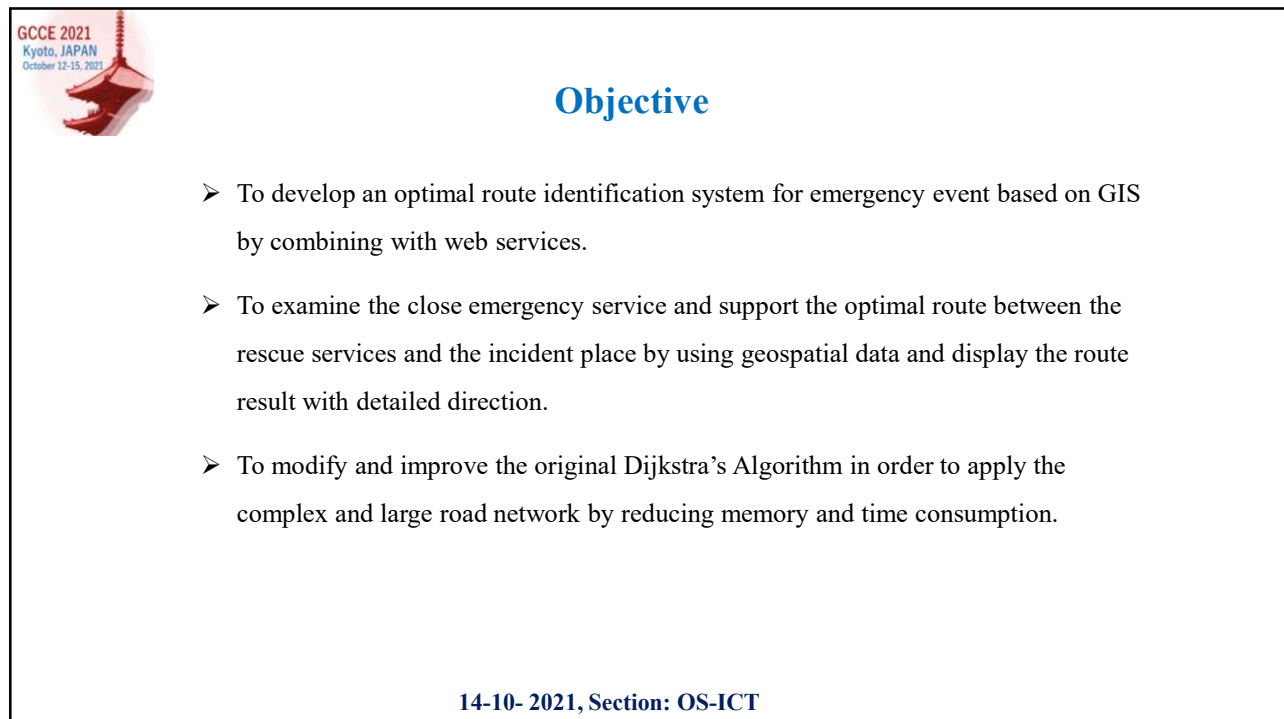 GCCE 2021
Kyoto, JAPAN
October 12-15, 2021
Objective
➢ To develop an optimal route identification system for emergency event based on GIS
by combining with web services.
➢ To examine the close emergency service and support the optimal route between the
rescue services and the incident place by using geospatial data and display the route
result with detailed direction.
➢ To modify and improve the original Dijkstra’s Algorithm in order to apply the
complex and large road network by reducing memory and time consumption.
14-10- 2021, Section: OS-ICT